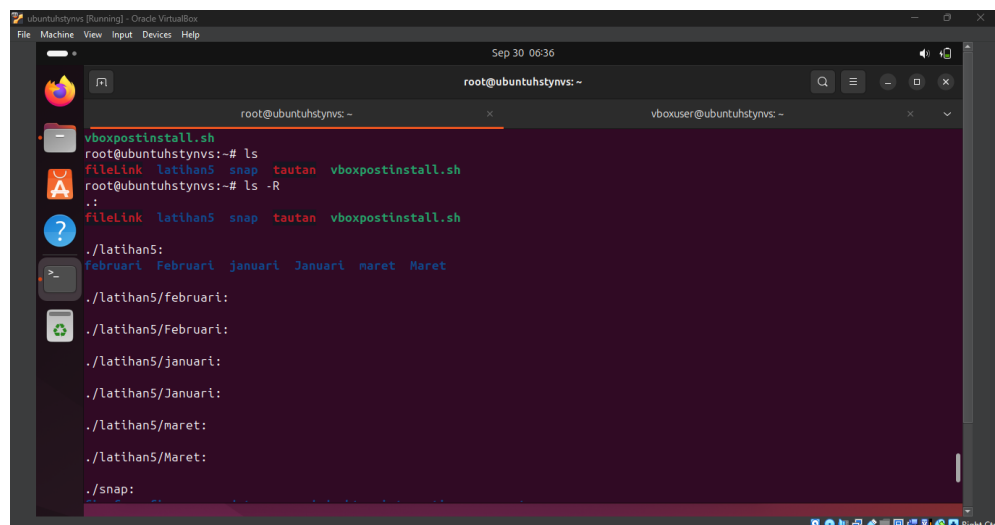 ubuntuhstynvs [Running] - Oracle VirtualBox
File Machine View Input Devices Help
Sep 30 06:36
root@ubuntuhstynvs: ~
root@ubuntuhstynvs: ~ vboxuser@ubuntuhstynvs: ~
vboxpostinstall.sh
root@ubuntuhstynvs:~# ls
fileLink latihan5 snap tautan vboxpostinstall.sh
root@ubuntuhstynvs:~# ls -R
.:
fileLink latihan5 snap tautan vboxpostinstall.sh
./latihan5:
februari Februari januari Januari maret Maret
./latihan5/februari:
./latihan5/Februari:
./latihan5/januari:
./latihan5/Januari:
./latihan5/maret:
./latihan5/Maret:
./snap: